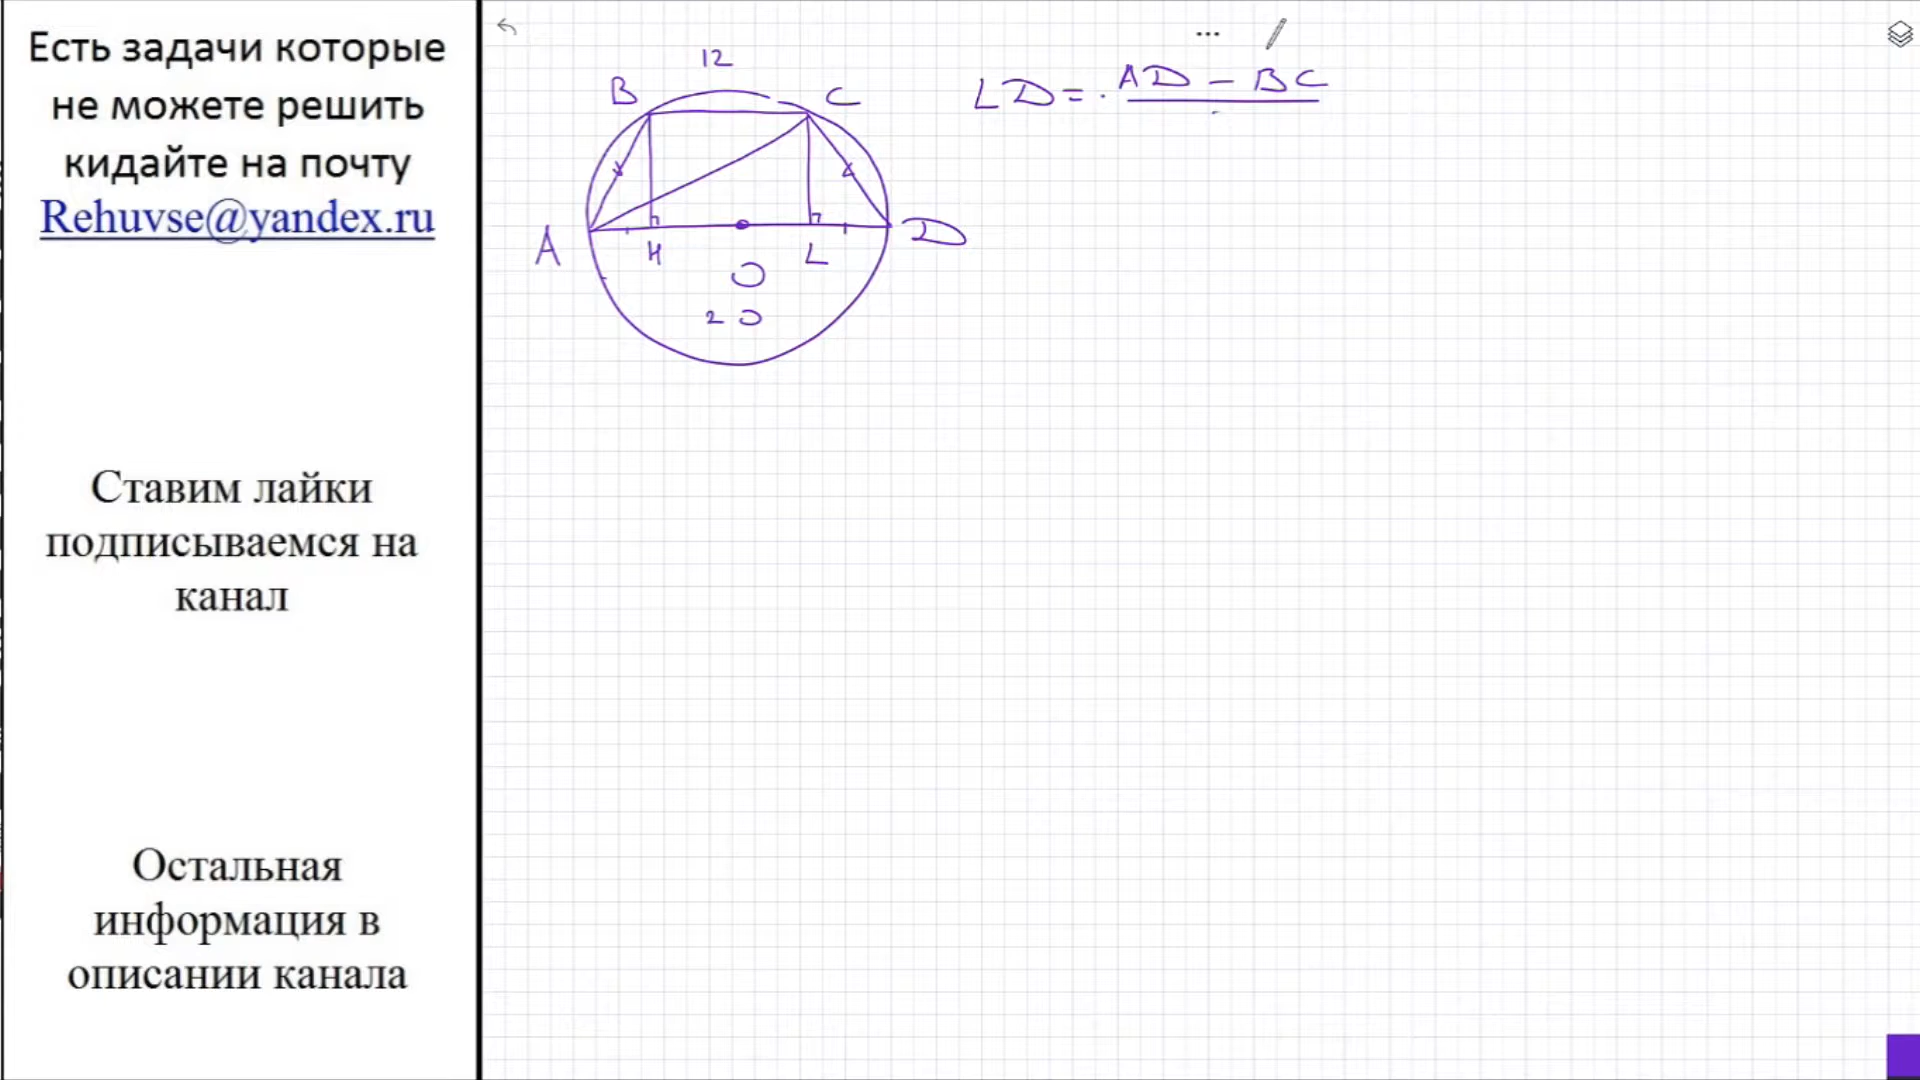 Есть задачи которые
не можете решить
кидайте на почту
Rehuvse@yandex.ru
Ставим лайки
подписываемся на
канал
Остальная
информация в
описании канала
12
B C
A H L D
O
20
LD = AD - BC